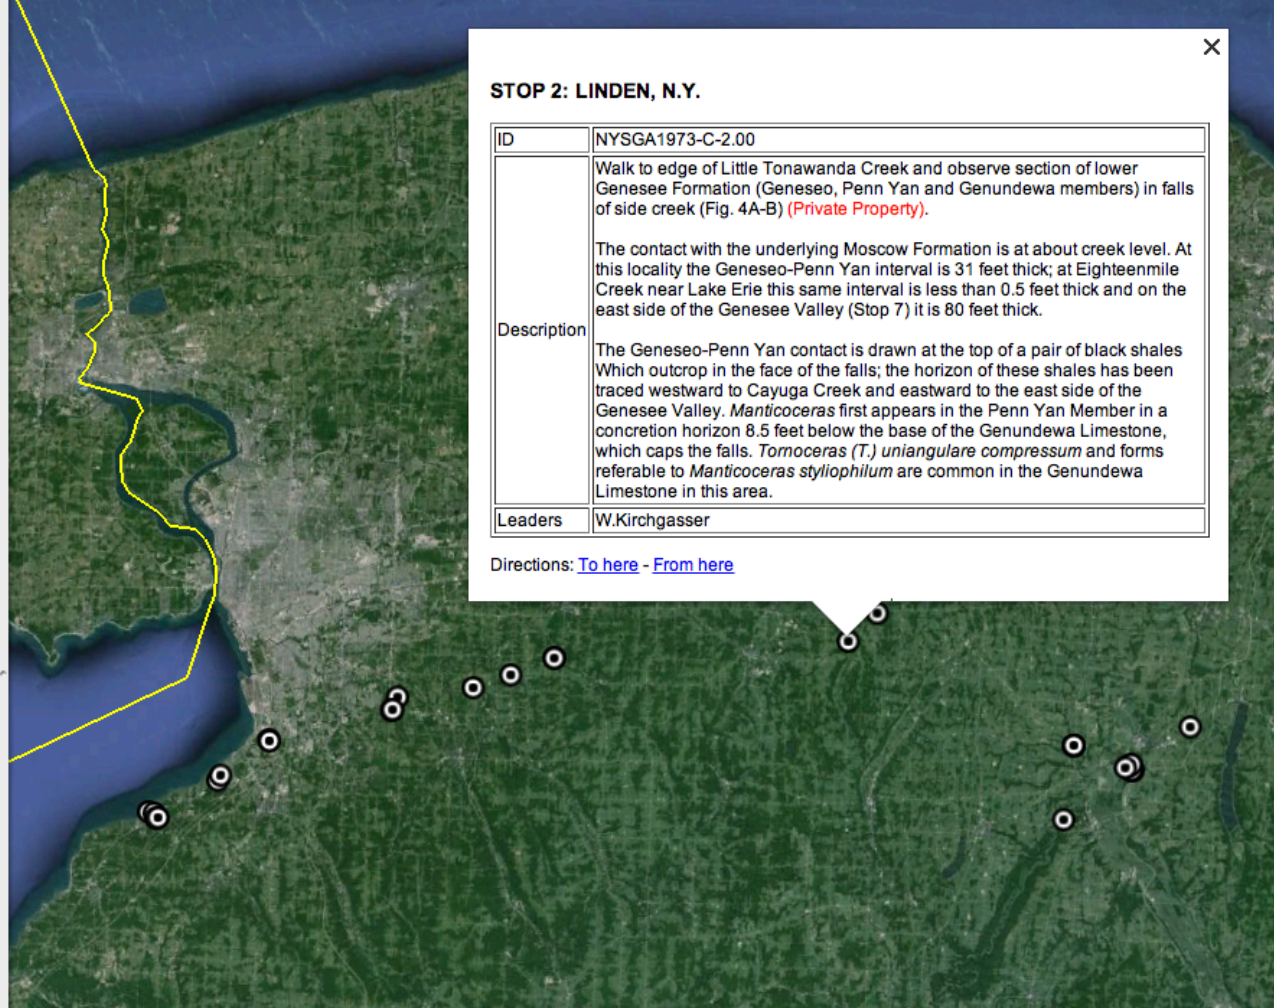 STOP 2: LINDEN, N.Y.
ID NYSGA1973-C-2.00
Description
Walk to edge of Little Tonawanda Creek and observe section of lower
Genesee Formation (Geneseo, Penn Yan and Genundewa members) in falls
of side creek (Fig. 4A-B) (Private Property).
The contact with the underlying Moscow Formation is at about creek level. At
this locality the Geneseo-Penn Yan interval is 31 feet thick; at Eighteenmile
Creek near Lake Erie this same interval is less than 0.5 feet thick and on the
east side of the Genesee Valley (Stop 7) it is 80 feet thick.
The Geneseo-Penn Yan contact is drawn at the top of a pair of black shales
Which outcrop in the face of the falls; the horizon of these shales has been
traced westward to Cayuga Creek and eastward to the east side of the
Genesee Valley. Manticoceras first appears in the Penn Yan Member in a
concretion horizon 8.5 feet below the base of the Genundewa Limestone,
which caps the falls. Tornoceras (T.) uniangulare compressum and forms
referable to Manticoceras styliophilum are common in the Genundewa
Limestone in this area.
Leaders W.Kirchgasser
Directions: To here - From here